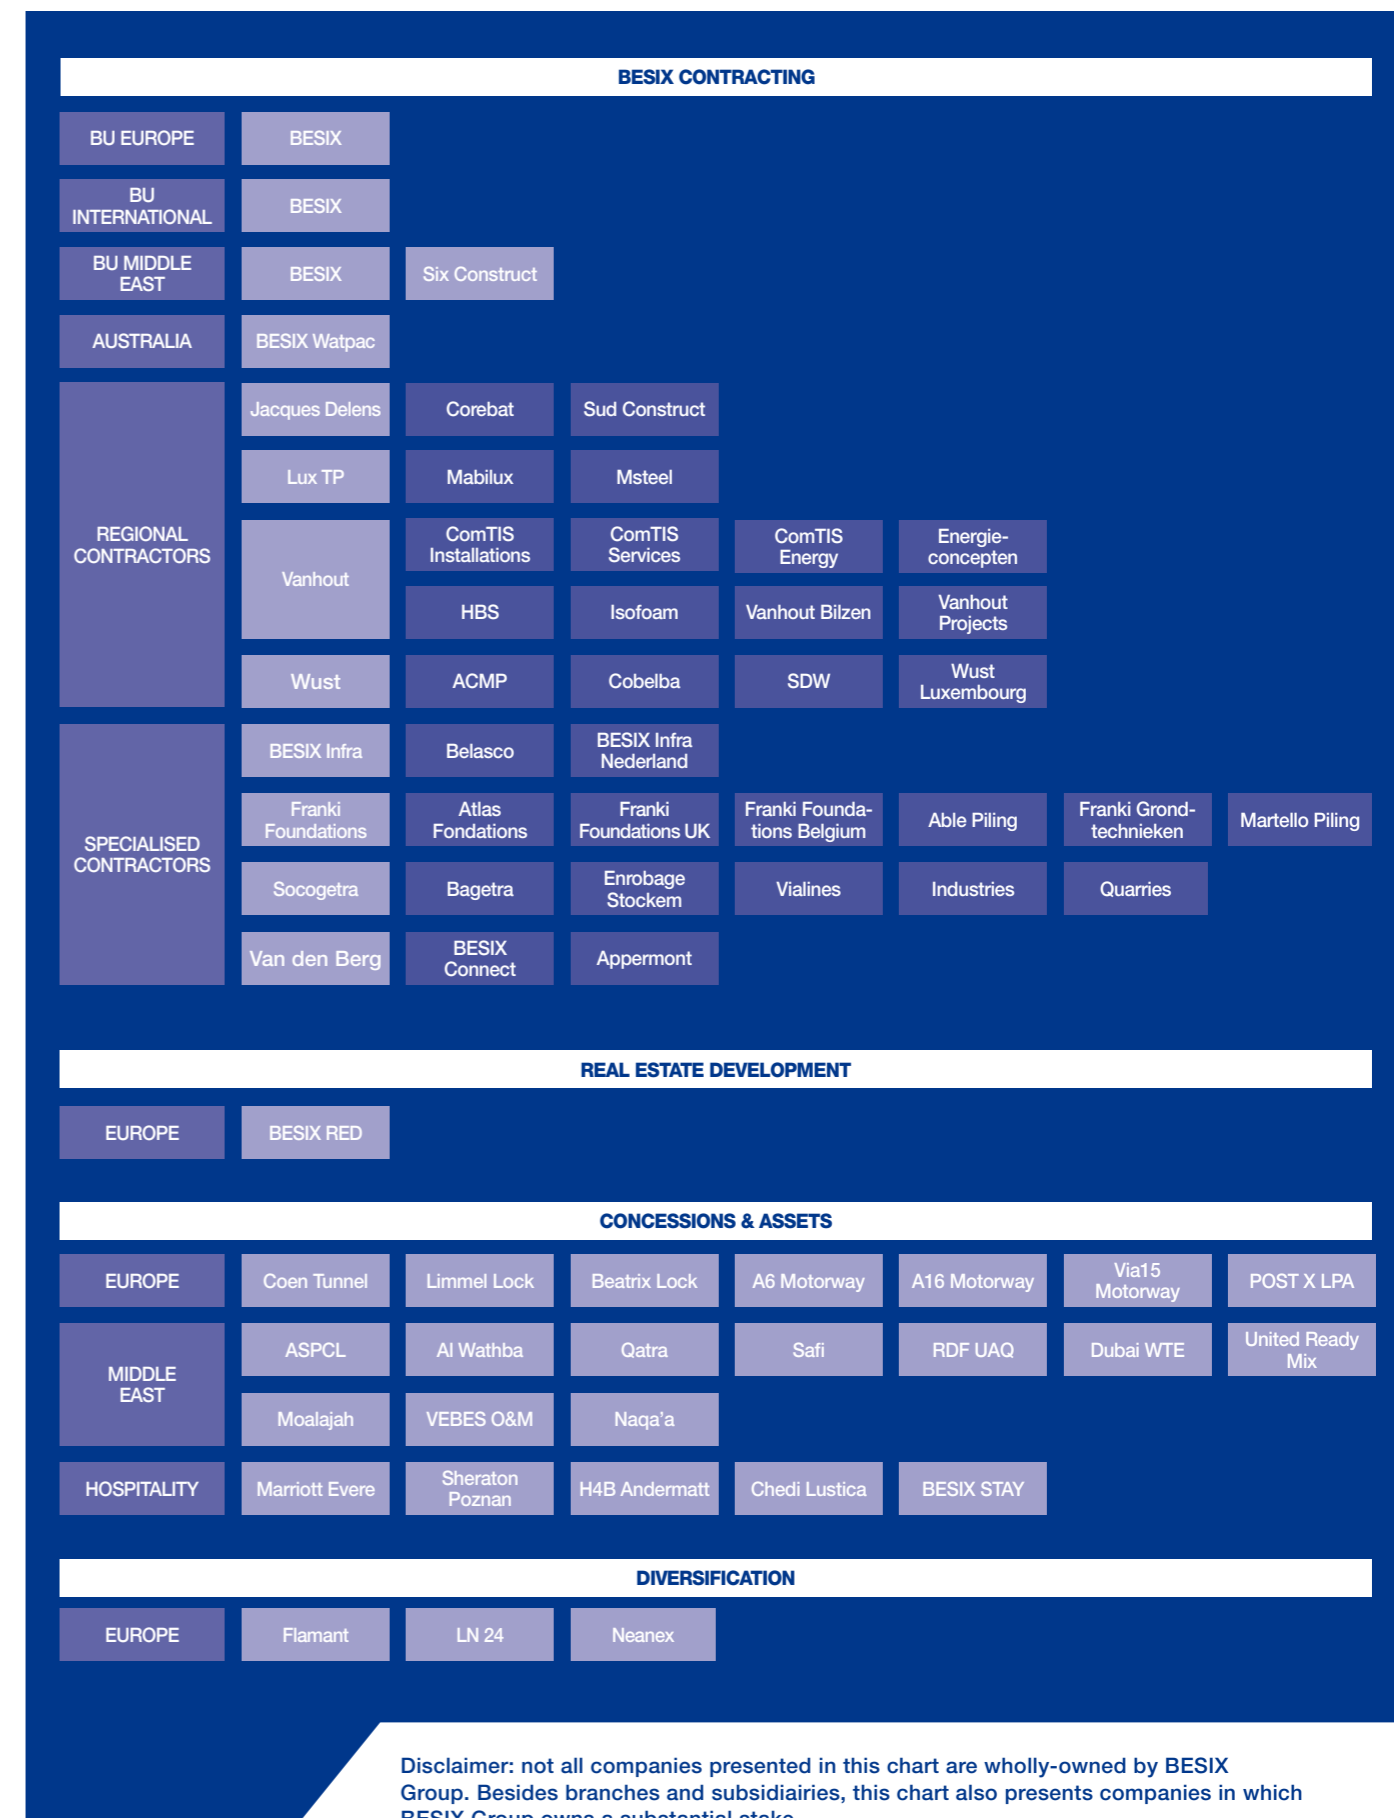 BESIX CONTRACTING
BU EUROPE
BESIX
BU
INTERNATIONAL
BESIX
BU MIDDLE
EAST
BESIX
Six Construct
AUSTRALIA
BESIX Watpac
REGIONAL
CONTRACTORS
Jacques Delens
Corebat
Sud Construct
Lux TP
Mabilux
Msteel
Vanhout
ComTIS
Installations
ComTIS
Services
ComTIS
Energy
Energie-
concepten
HBS
Isofoam
Vanhout Bilzen
Vanhout
Projects
Wust
ACMP
Cobelba
SDW
Wust
Luxembourg
SPECIALISED
CONTRACTORS
BESIX Infra
Belasco
BESIX Infra
Nederland
Franki
Foundations
Atlas
Fondations
Franki
Foundations UK
Franki Founda-
tions Belgium
Able Piling
Franki Grond-
technieken
Martello Piling
Socogetra
Bagetra
Enrobage
Stockem
Vialines
Industries
Quarries
Van den Berg
BESIX
Connect
Appermont
REAL ESTATE DEVELOPMENT
EUROPE
BESIX RED
CONCESSIONS & ASSETS
EUROPE
Coen Tunnel
Limmel Lock
Beatrix Lock
A6 Motorway
A16 Motorway
Via15
Motorway
POST X LPA
MIDDLE
EAST
ASPCL
Al Wathba
Qatra
Safi
RDF UAQ
Dubai WTE
United Ready
Mix
Moalajah
VEBES O&M
Naqa’a
HOSPITALITY
Marriott Evere
Sheraton
Poznan
H4B Andermatt
Chedi Lustica
BESIX STAY
DIVERSIFICATION
EUROPE
Flamant
LN 24
Neanex
Disclaimer: not all companies presented in this chart are wholly-owned by BESIX
Group. Besides branches and subsidiairies, this chart also presents companies in which
BESIX Group owns a substantial stake